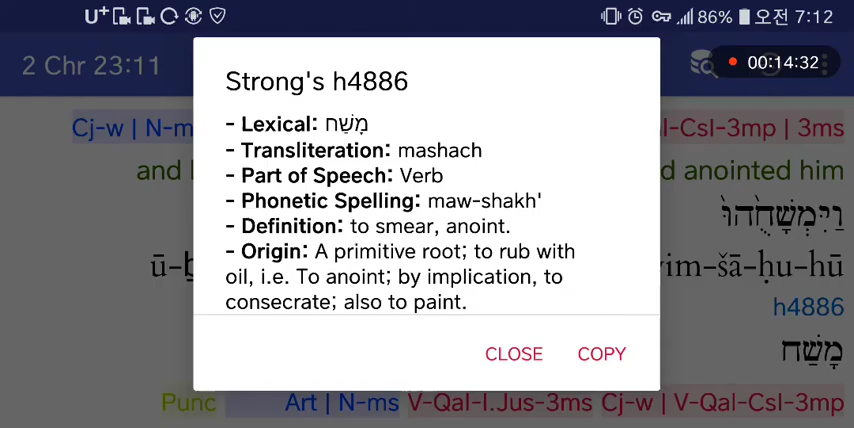 U+ 86% 오전 7:12
2 Chr 23:11
00:14:32
Strong's h4886
- Lexical: מָשַׁח
- Transliteration: mashach
- Part of Speech: Verb
- Phonetic Spelling: maw-shakh'
- Definition: to smear, anoint.
- Origin: A primitive root; to rub with
oil, i.e. To anoint; by implication, to
consecrate; also to paint.
CLOSE COPY
Cj-w | N-m
l-CsI-3mp | 3ms
and
d anointed him
וַיִּמְשָׁחֻ֙הוּ֙
im-šā-ḥu-hū
h4886
מָשַׁח
Punc Art | N-ms V-Qal-I.Jus-3ms Cj-w | V-Qal-CsI-3mp